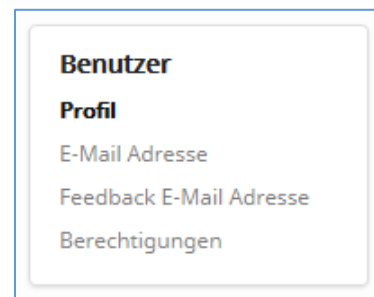 Benutzer
Profil
E-Mail Adresse
Feedback E-Mail Adresse
Berechtigungen